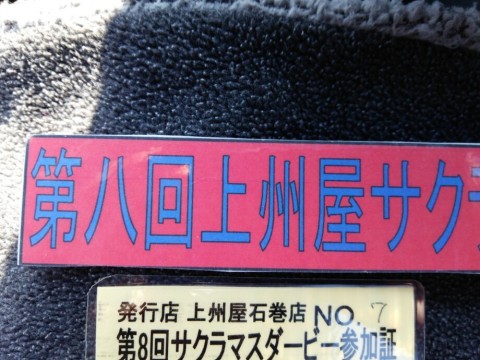 第八回上州屋サク
発行店 上州屋石巻店 NO. 7
第8回サクラマスダービー参加証